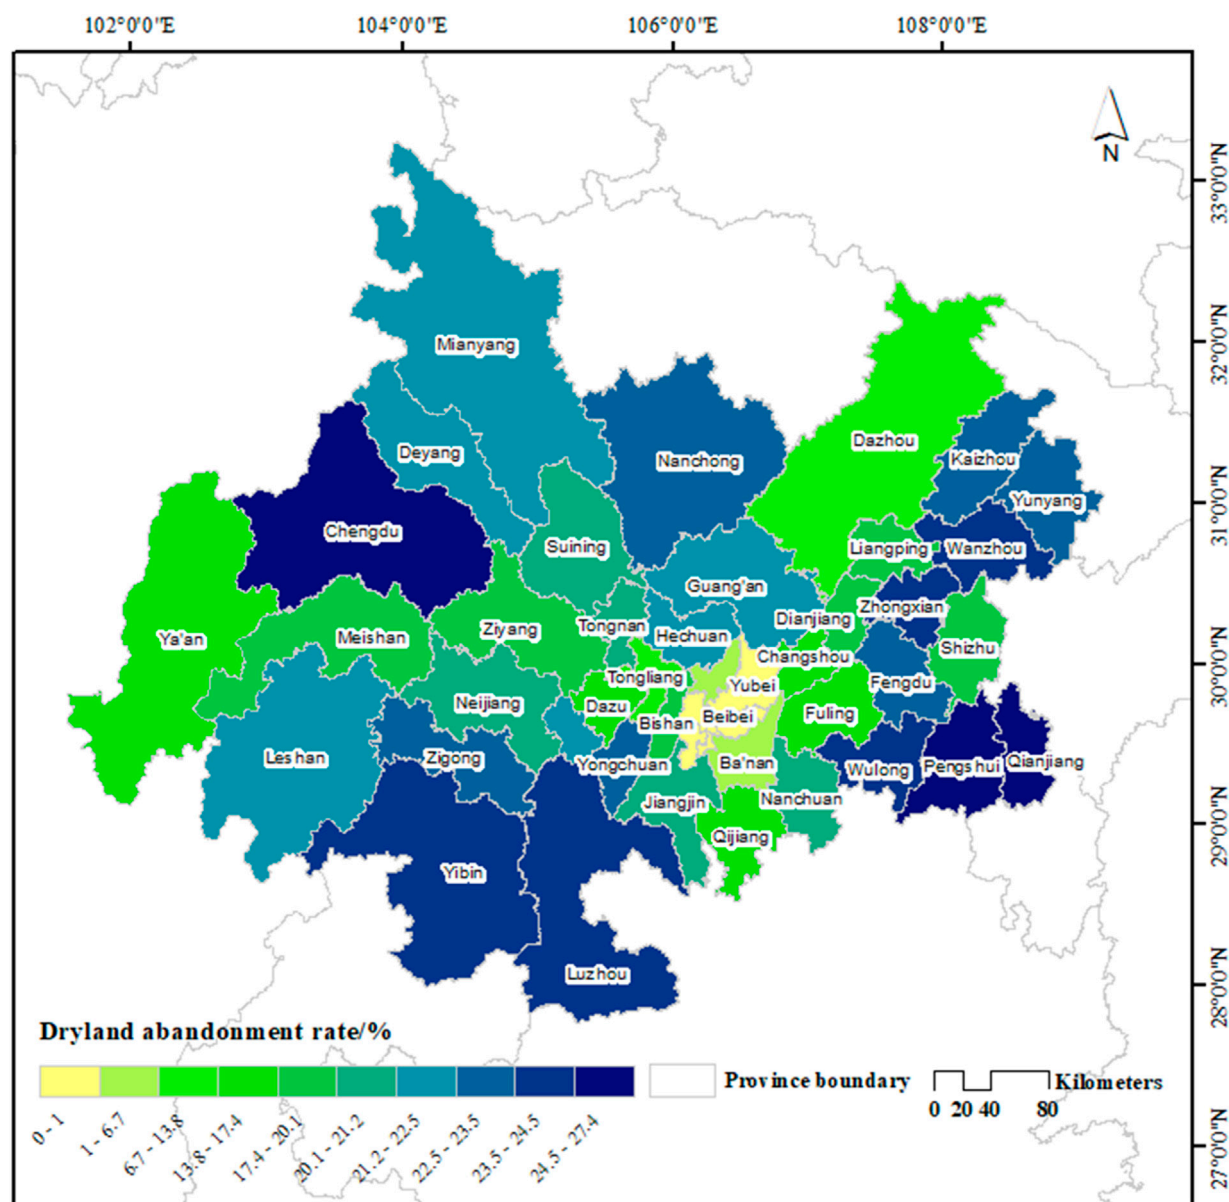 102°0'0"E 104°0'0"E 106°0'0"E 108°0'0"E
N
33°0'0"N
32°0'0"N
31°0'0"N
30°0'0"N
29°0'0"N
28°0'0"N
27°0'0"N
Mianyang
Deyang
Nanchong
Dazhou
Kaizhou
Yunyang
Chengdu
Suining
Liangping
Wanzhou
Guang'an
Zhongxian
Ya'an
Meishan
Ziyang
Tongnan
Hechuan
Dianjiang
Changshou
Shizhu
Tongliang
Yubei
Fengdu
Neijiang
Dazu
Bishan
Beibei
Fuling
Leshan
Zigong
Yongchuan
Ba'nan
Wulong
Pengshui
Qianjiang
Jiangjin
Nanchuan
Qijiang
Yibin
Luzhou
Dryland abandonment rate/%
0 - 1
1 - 6.7
6.7 - 13.8
13.8 - 17.4
17.4 - 20.1
20.1 - 21.2
21.2 - 22.5
22.5 - 23.5
23.5 - 24.5
24.5 - 27.4
Province boundary
Kilometers
0 20 40 80